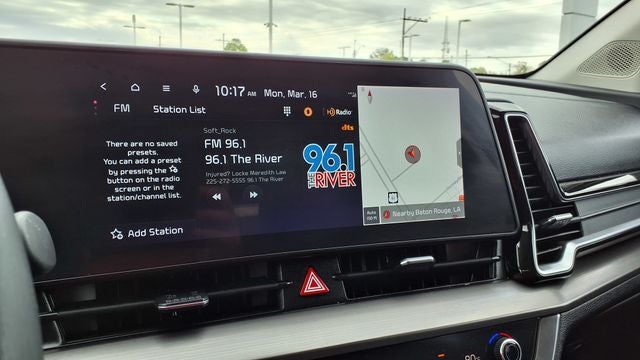 10:17 AM Mon, Mar. 16
FM Station List
HD Radio
dts
There are no saved
presets.
You can add a preset
by pressing the
button on the radio
screen or in the
station/channel list.
Add Station
Soft_Rock
FM 96.1
96.1 The River
Injured? Locke Meredith Law
225-272-5555 96.1 The River
96.1
THE RIVER
Auto
Nearby Baton Rouge, LA
90